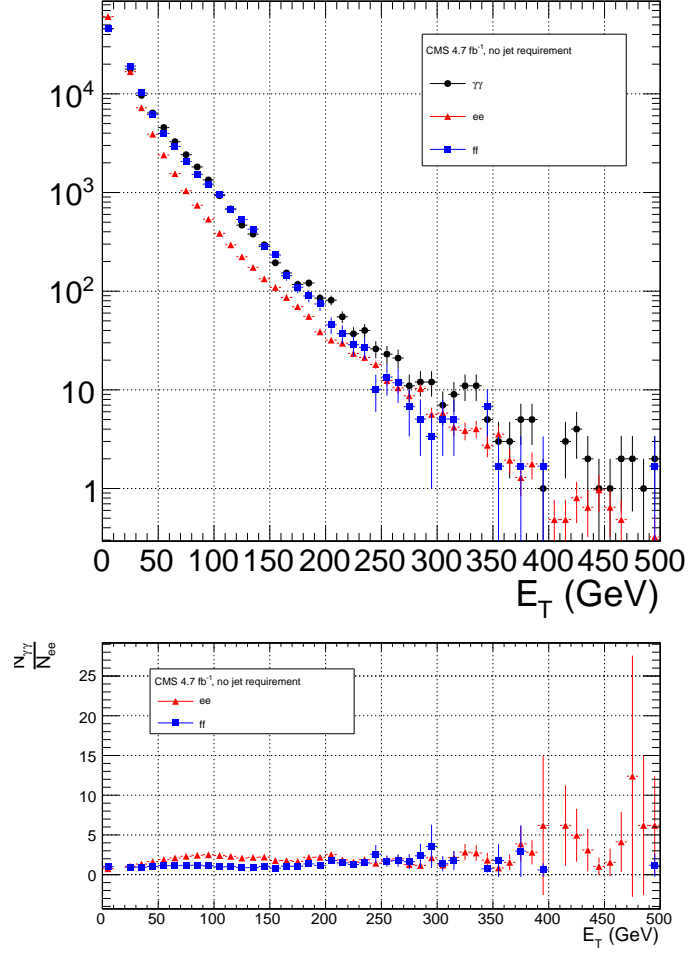 10⁴
10³
10²
10
1
CMS 4.7 fb⁻¹, no jet requirement
γγ
ee
ff
0 50 100 150 200 250 300 350 400 450 500
E_T (GeV)
N_γγ
N_ee
25
20
15
10
5
0
CMS 4.7 fb⁻¹, no jet requirement
ee
ff
0 50 100 150 200 250 300 350 400 450 500
E_T (GeV)